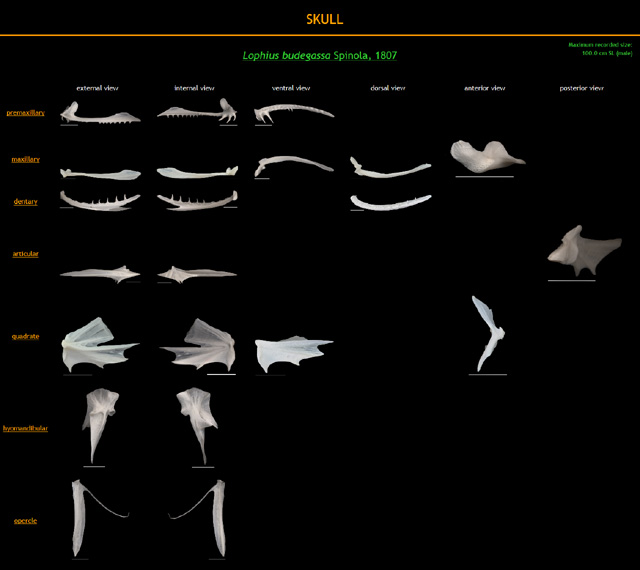 SKULL
Lophius budegassa Spinola, 1807
Maximum recorded size:
100.0 cm SL (male)
external view internal view ventral view dorsal view anterior view posterior view
premaxillary
maxillary
dentary
articular
quadrate
hyomandibular
opercle